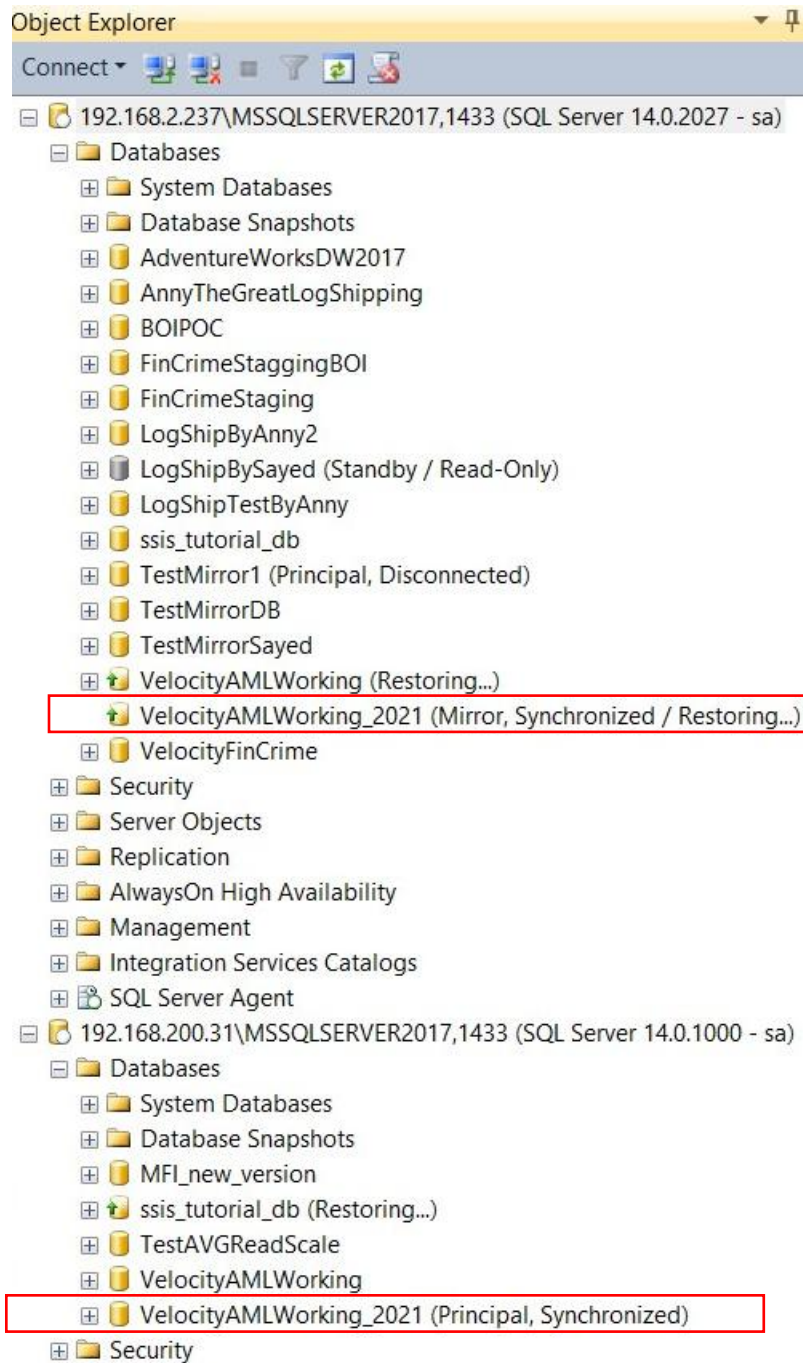 Object Explorer
Connect
192.168.2.237\MSSQLSERVER2017,1433 (SQL Server 14.0.2027 - sa)
Databases
System Databases
Database Snapshots
AdventureWorksDW2017
AnnyTheGreatLogShipping
BOIPOC
FinCrimeStaggingBOI
FinCrimeStaging
LogShipByAnny2
LogShipBySayed (Standby / Read-Only)
LogShipTestByAnny
ssis_tutorial_db
TestMirror1 (Principal, Disconnected)
TestMirrorDB
TestMirrorSayed
VelocityAMLWorking (Restoring...)
VelocityAMLWorking_2021 (Mirror, Synchronized / Restoring...)
VelocityFinCrime
Security
Server Objects
Replication
AlwaysOn High Availability
Management
Integration Services Catalogs
SQL Server Agent
192.168.200.31\MSSQLSERVER2017,1433 (SQL Server 14.0.1000 - sa)
Databases
System Databases
Database Snapshots
MFI_new_version
ssis_tutorial_db (Restoring...)
TestAVGReadScale
VelocityAMLWorking
VelocityAMLWorking_2021 (Principal, Synchronized)
Security